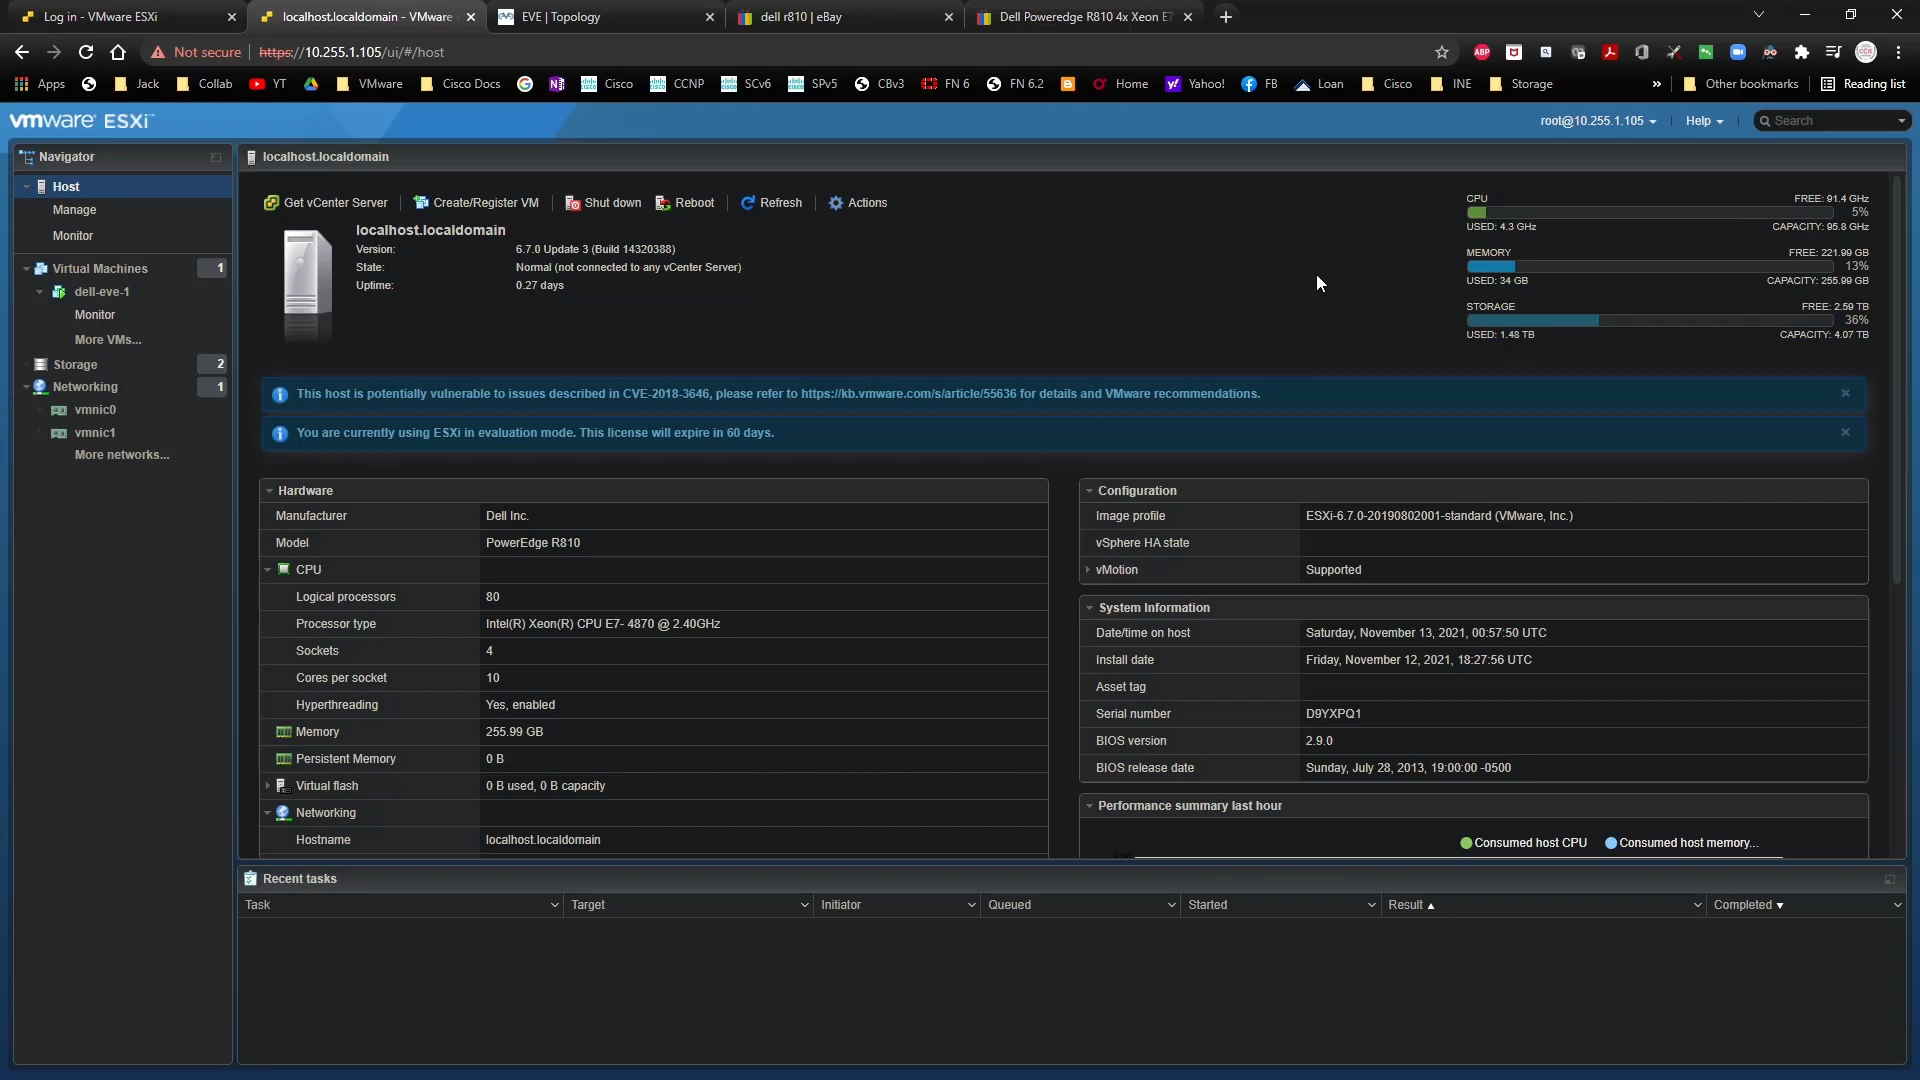 Log in - VMware ESXi
localhost.localdomain - VMware
EVE | Topology
dell r810 | eBay
Dell Poweredge R810 4x Xeon E7
Not secure
https://10.255.1.105/ui/#/host
Apps
Jack
Collab
YT
VMware
Cisco Docs
Cisco
CCNP
SCv6
SPv5
CBv3
FN 6
FN 6.2
Home
Yahoo!
FB
Loan
Cisco
INE
Storage
»
Other bookmarks
Reading list
vmware ESXi
root@10.255.1.105
Help
Search
Navigator
Host
Manage
Monitor
Virtual Machines 1
dell-eve-1
Monitor
More VMs...
Storage 2
Networking 1
vmnic0
vmnic1
More networks...
localhost.localdomain
Get vCenter Server
Create/Register VM
Shut down
Reboot
Refresh
Actions
localhost.localdomain
Version: 6.7.0 Update 3 (Build 14320388)
State: Normal (not connected to any vCenter Server)
Uptime: 0.27 days
CPU FREE: 91.4 GHz
5%
USED: 4.3 GHz CAPACITY: 95.8 GHz
MEMORY FREE: 221.99 GB
13%
USED: 34 GB CAPACITY: 255.99 GB
STORAGE FREE: 2.59 TB
36%
USED: 1.48 TB CAPACITY: 4.07 TB
This host is potentially vulnerable to issues described in CVE-2018-3646, please refer to https://kb.vmware.com/s/article/55636 for details and VMware recommendations.
You are currently using ESXi in evaluation mode. This license will expire in 60 days.
Hardware
Manufacturer Dell Inc.
Model PowerEdge R810
CPU
Logical processors 80
Processor type Intel(R) Xeon(R) CPU E7- 4870 @ 2.40GHz
Sockets 4
Cores per socket 10
Hyperthreading Yes, enabled
Memory 255.99 GB
Persistent Memory 0 B
Virtual flash 0 B used, 0 B capacity
Networking
Hostname localhost.localdomain
Configuration
Image profile ESXi-6.7.0-20190802001-standard (VMware, Inc.)
vSphere HA state
vMotion Supported
System Information
Date/time on host Saturday, November 13, 2021, 00:57:50 UTC
Install date Friday, November 12, 2021, 18:27:56 UTC
Asset tag
Serial number D9YXPQ1
BIOS version 2.9.0
BIOS release date Sunday, July 28, 2013, 19:00:00 -0500
Performance summary last hour
Consumed host CPU
Consumed host memory...
Recent tasks
Task
Target
Initiator
Queued
Started
Result
Completed